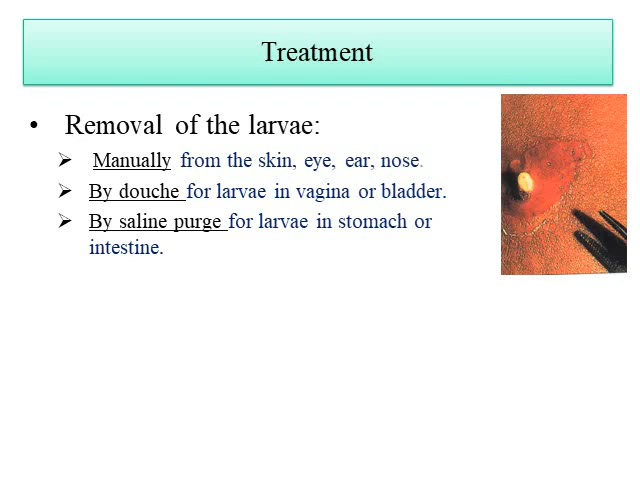 Treatment
• Removal of the larvae:
➢ Manually from the skin, eye, ear, nose.
➢ By douche for larvae in vagina or bladder.
➢ By saline purge for larvae in stomach or
intestine.